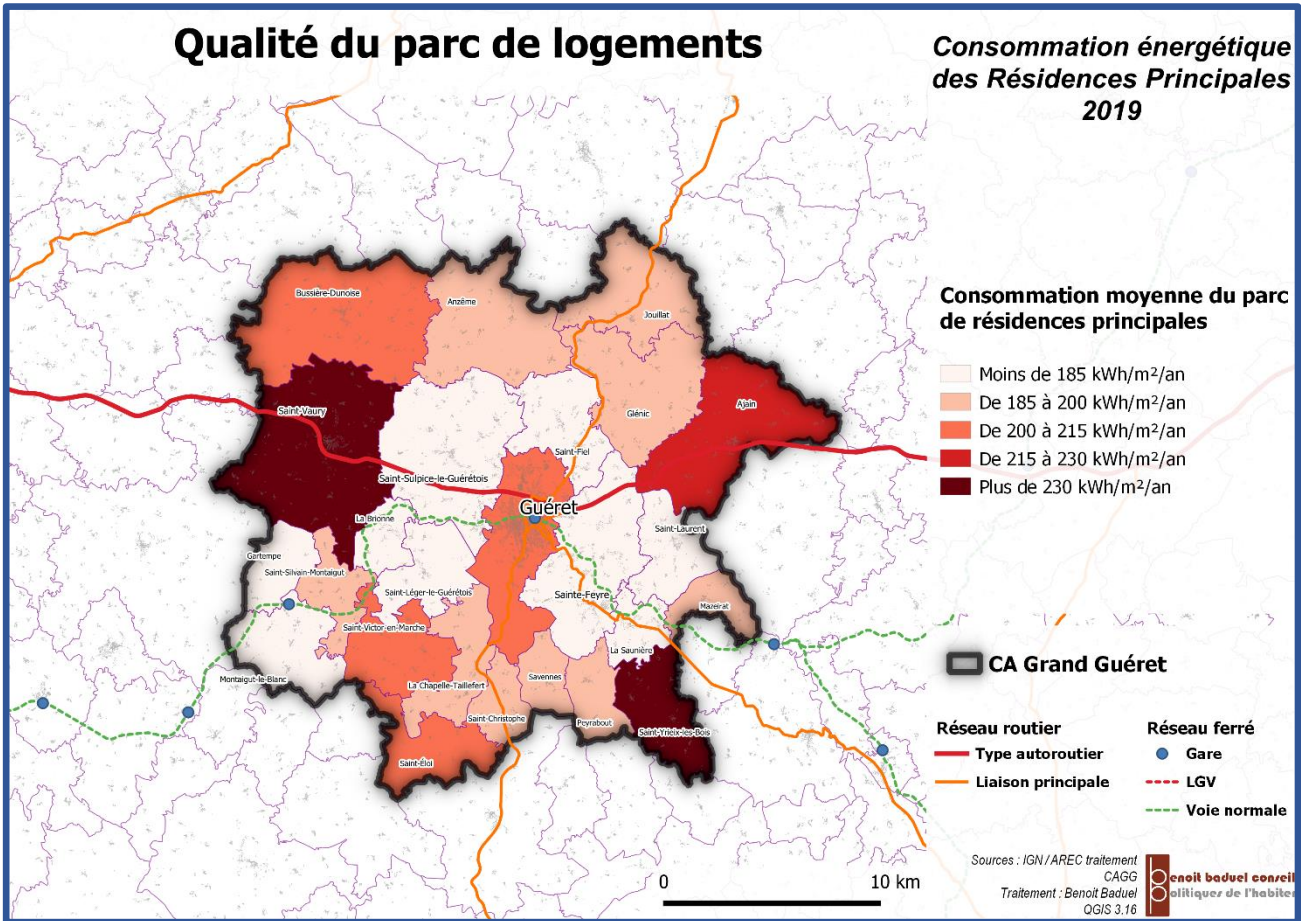 Qualité du parc de logements
Consommation énergétique
des Résidences Principales
2019
Bussière-Dunoise
Anzême
Jouillat
Saint-Vaury
Glénic
Ajain
Saint-Fiel
Saint-Sulpice-le-Guérétois
Guéret
La Brionne
Saint-Laurent
Gartempe
Saint-Silvain-Montaigut
Saint-Léger-le-Guérétois
Sainte-Feyre
Mazeirat
Saint-Victor-en-Marche
La Saunière
Montaigut-le-Blanc
La Chapelle-Taillefert
Savennes
Saint-Christophe
Peyrabout
Saint-Yrieix-les-Bois
Saint-Éloi
0 10 km
Consommation moyenne du parc
de résidences principales
Moins de 185 kWh/m²/an
De 185 à 200 kWh/m²/an
De 200 à 215 kWh/m²/an
De 215 à 230 kWh/m²/an
Plus de 230 kWh/m²/an
CA Grand Guéret
Réseau routier
Type autoroutier
Liaison principale
Réseau ferré
Gare
LGV
Voie normale
Sources : IGN / AREC traitement
CAGG
Traitement : Benoit Baduel
QGIS 3.16
benoit baduel conseil
politiques de l'habitat